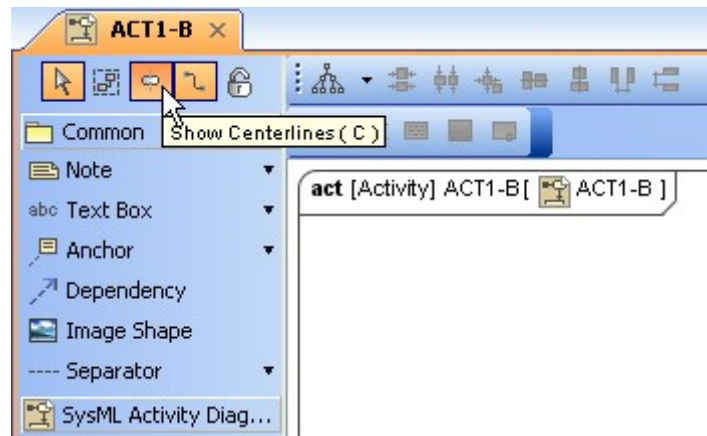 ACT1-B
Common
Show Centerlines ( C )
Note
act [Activity] ACT1-B[ ACT1-B ]
abc Text Box
Anchor
Dependency
Image Shape
Separator
SysML Activity Diag...